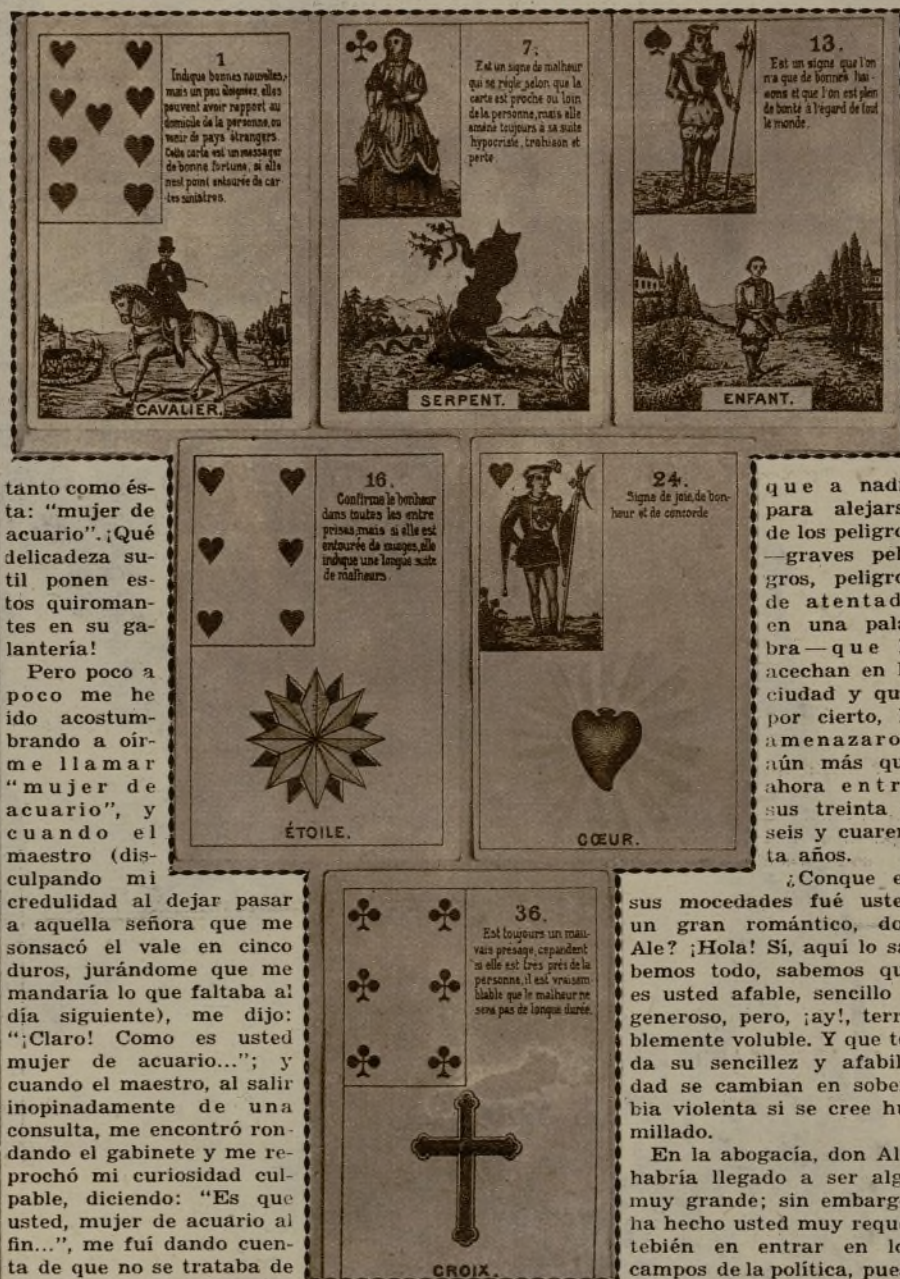 1
Indique bonnes nouvelles,
mais un peu éloignées, elles
peuvent avoir rapport au
domicile de la personne, ou
venir de pays étrangers.
Cette carte est un messager
de bonne fortune, si elle
n'est point entourée de car-
tes sinistres.
CAVALIER.
7.
Est un signe de malheur
qui se règle selon que la
carte est proche ou loin
de la personne, mais elle
amène toujours à sa suite
hypocrisie, trahison et
perte.
SERPENT.
13.
Est un signe que l'on
n'a que de bonnes liai-
sons et que l'on est plein
de bonté à l'égard de tout
le monde.
ENFANT.
16.
Confirme le bonheur
dans toutes les entre
prises, mais si elle est
entourée de nuages, elle
indique une longue suite
de malheurs.
ÉTOILE.
24.
Signe de joie, de bon-
heur et de concorde
CŒUR.
36.
Est toujours un mau-
vais présage, cependant
si elle est très près de la
personne, il est vraisem-
blable que le malheur ne
sera pas de longue durée.
CROIX.
tanto como és-
ta: "mujer de
acuario". ¡Qué
delicadeza su-
til ponen es-
tos quiroman-
tes en su ga-
lantería!
Pero poco a
poco me he
ido acostum-
brando a oír-
me llamar
"mujer de
acuario", y
cuando el
maestro (dis-
culpando mi
credulidad al dejar pasar
a aquella señora que me
sonsacó el vale en cinco
duros, jurándome que me
mandaría lo que faltaba al
día siguiente), me dijo:
"¡Claro! Como es usted
mujer de acuario..."; y
cuando el maestro, al salir
inopinadamente de una
consulta, me encontró ron-
dando el gabinete y me re-
prochó mi curiosidad cul-
pable, diciendo: "Es que
usted, mujer de acuario al
fin...", me fuí dando cuen-
ta de que no se trataba de
que a nadi
para alejars
de los peligro
—graves peli
gros, peligro
de atentad
en una pala
bra—que
acechan en l
ciudad y qu
por cierto, l
amenazaro
aún más qu
ahora entr
sus treinta
seis y cuaren
ta años.
¿Conque e
sus mocedades fué uste
un gran romántico, do
Ale? ¡Hola! Sí, aquí lo sa
bemos todo, sabemos qu
es usted afable, sencillo
generoso, pero, ¡ay!, terri
blemente voluble. Y que to
da su sencillez y afabili
dad se cambian en sober
bia violenta si se cree hu
millado.
En la abogacía, don Al
habría llegado a ser alg
muy grande; sin embarg
ha hecho usted muy reque
tebién en entrar en lo
campos de la política, pue